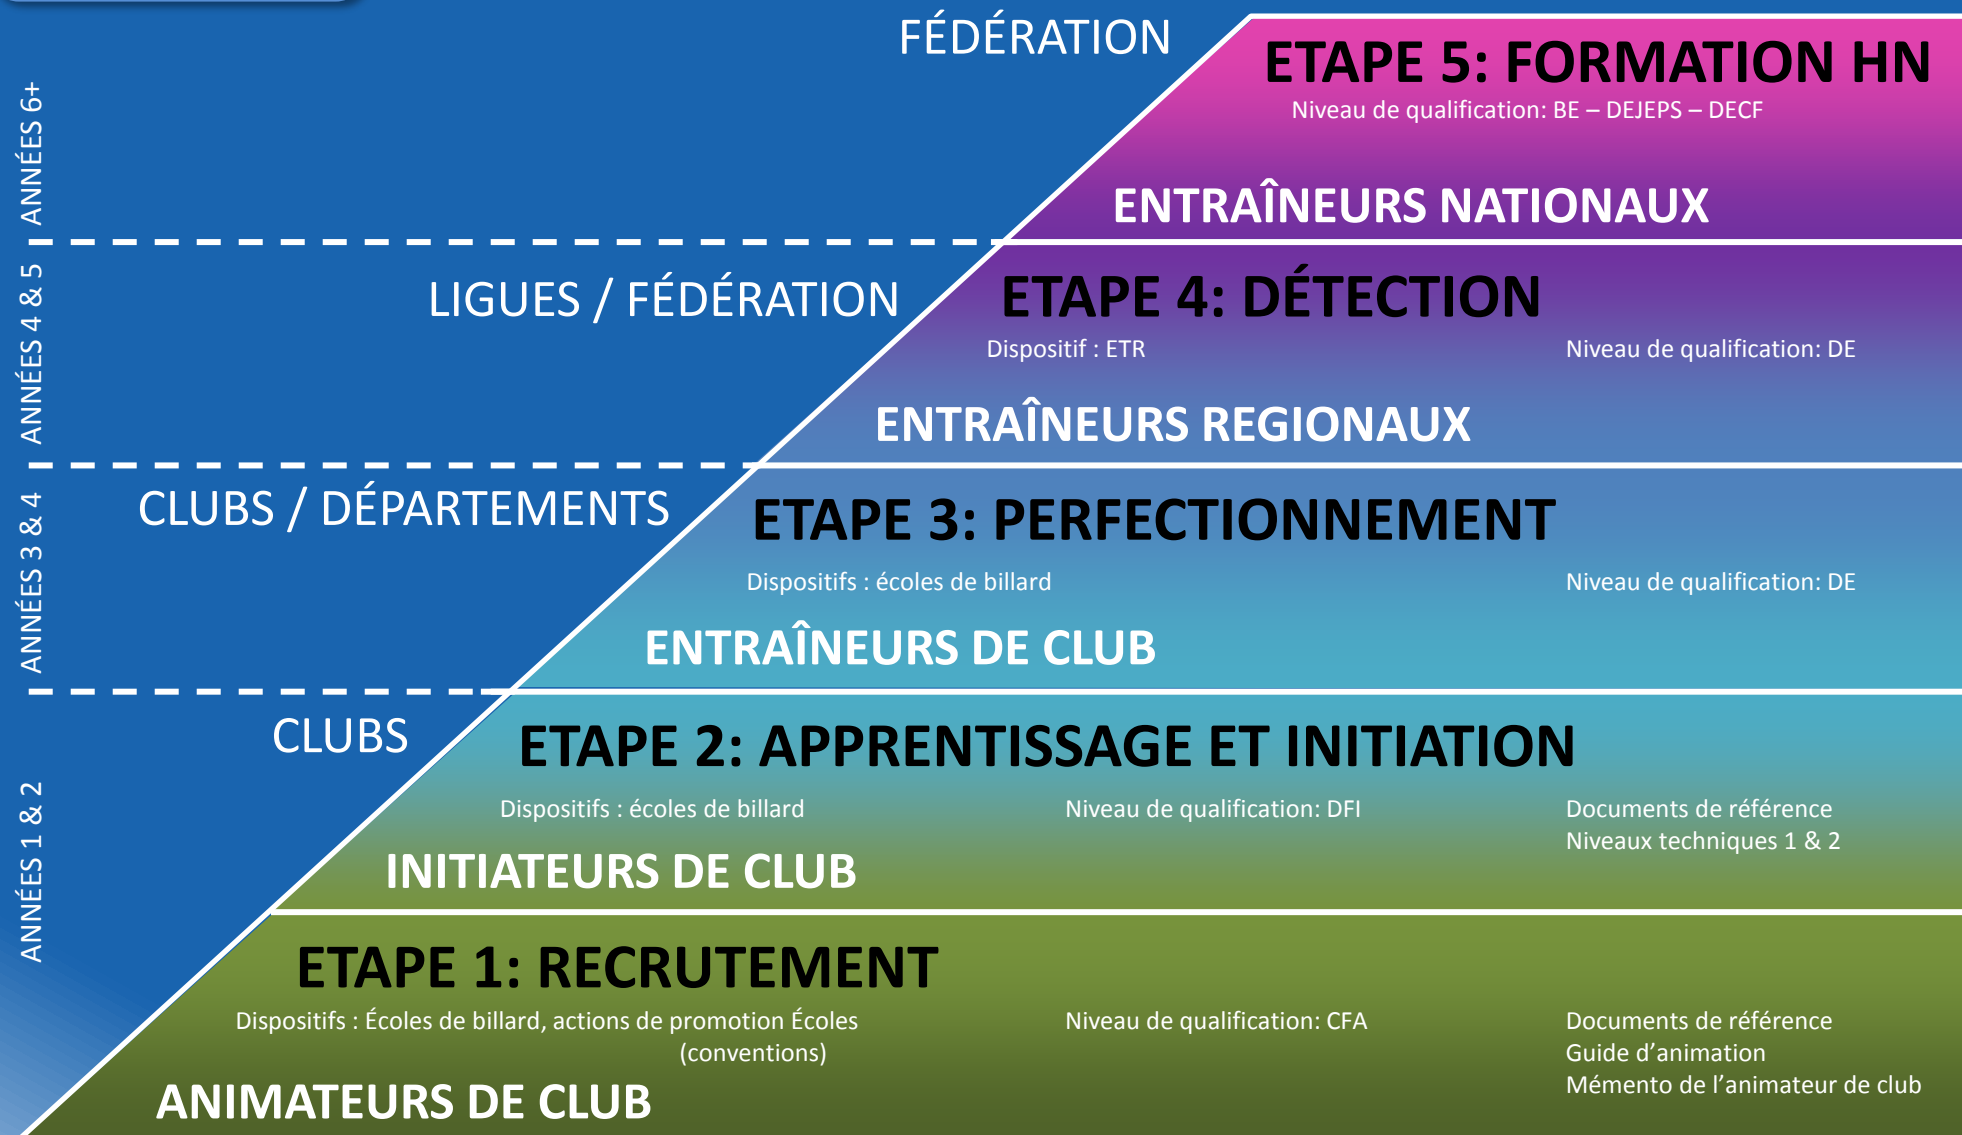 FÉDÉRATION
ETAPE 5: FORMATION HN
Niveau de qualification: BE – DEJEPS – DECF
ENTRAÎNEURS NATIONAUX
ANNÉES 6+
LIGUES / FÉDÉRATION
ETAPE 4: DÉTECTION
Dispositif : ETR
Niveau de qualification: DE
ENTRAÎNEURS REGIONAUX
ANNÉES 4 & 5
CLUBS / DÉPARTEMENTS
ETAPE 3: PERFECTIONNEMENT
Dispositifs : écoles de billard
Niveau de qualification: DE
ENTRAÎNEURS DE CLUB
ANNÉES 3 & 4
CLUBS
ETAPE 2: APPRENTISSAGE ET INITIATION
Dispositifs : écoles de billard
Niveau de qualification: DFI
Documents de référence
Niveaux techniques 1 & 2
INITIATEURS DE CLUB
ANNÉES 1 & 2
ETAPE 1: RECRUTEMENT
Dispositifs : Écoles de billard, actions de promotion Écoles
(conventions)
Niveau de qualification: CFA
Documents de référence
Guide d’animation
Mémento de l’animateur de club
ANIMATEURS DE CLUB